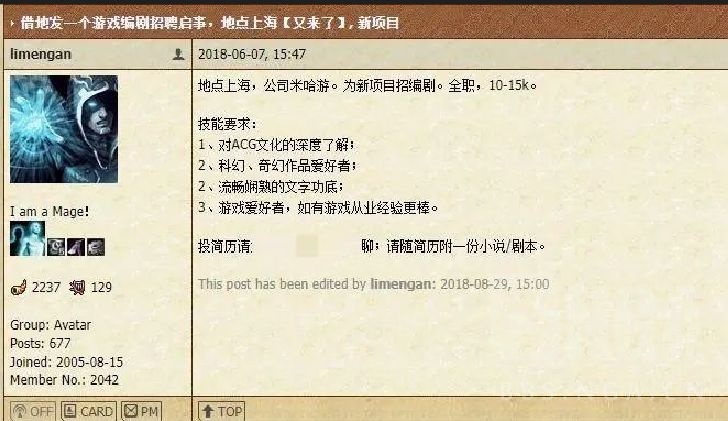 › 借地发一个游戏编剧招聘启事，地点上海【又来了】, 新项目
limengan
2018-06-07, 15:47
I am a Mage!
2237 129
Group: Avatar
Posts: 677
Joined: 2005-08-15
Member No.: 2042
地点上海，公司米哈游。为新项目招编剧。全职，10-15k。
技能要求：
1、对ACG文化的深度了解；
2、科幻、奇幻作品爱好者；
2、流畅娴熟的文字功底；
3、游戏爱好者，如有游戏从业经验更棒。
投简历请 聊：请随简历附一份小说/剧本。
This post has been edited by limengan: 2018-08-29, 15:00
OFF CARD PM TOP